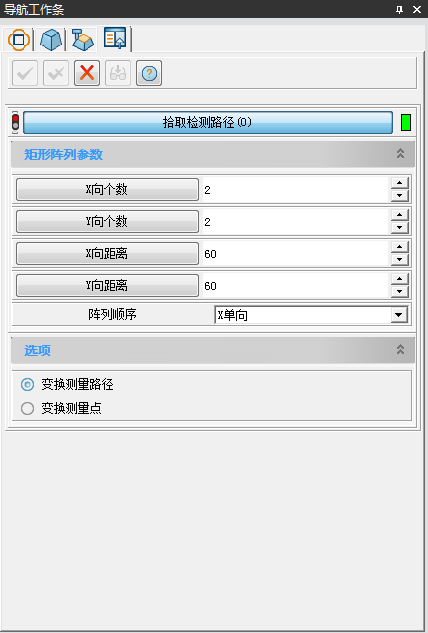 导航工作条
拾取检测路径(0)
矩形阵列参数
X向个数 2
Y向个数 2
X向距离 60
Y向距离 60
阵列顺序 X单向
选项
变换测量路径
变换测量点